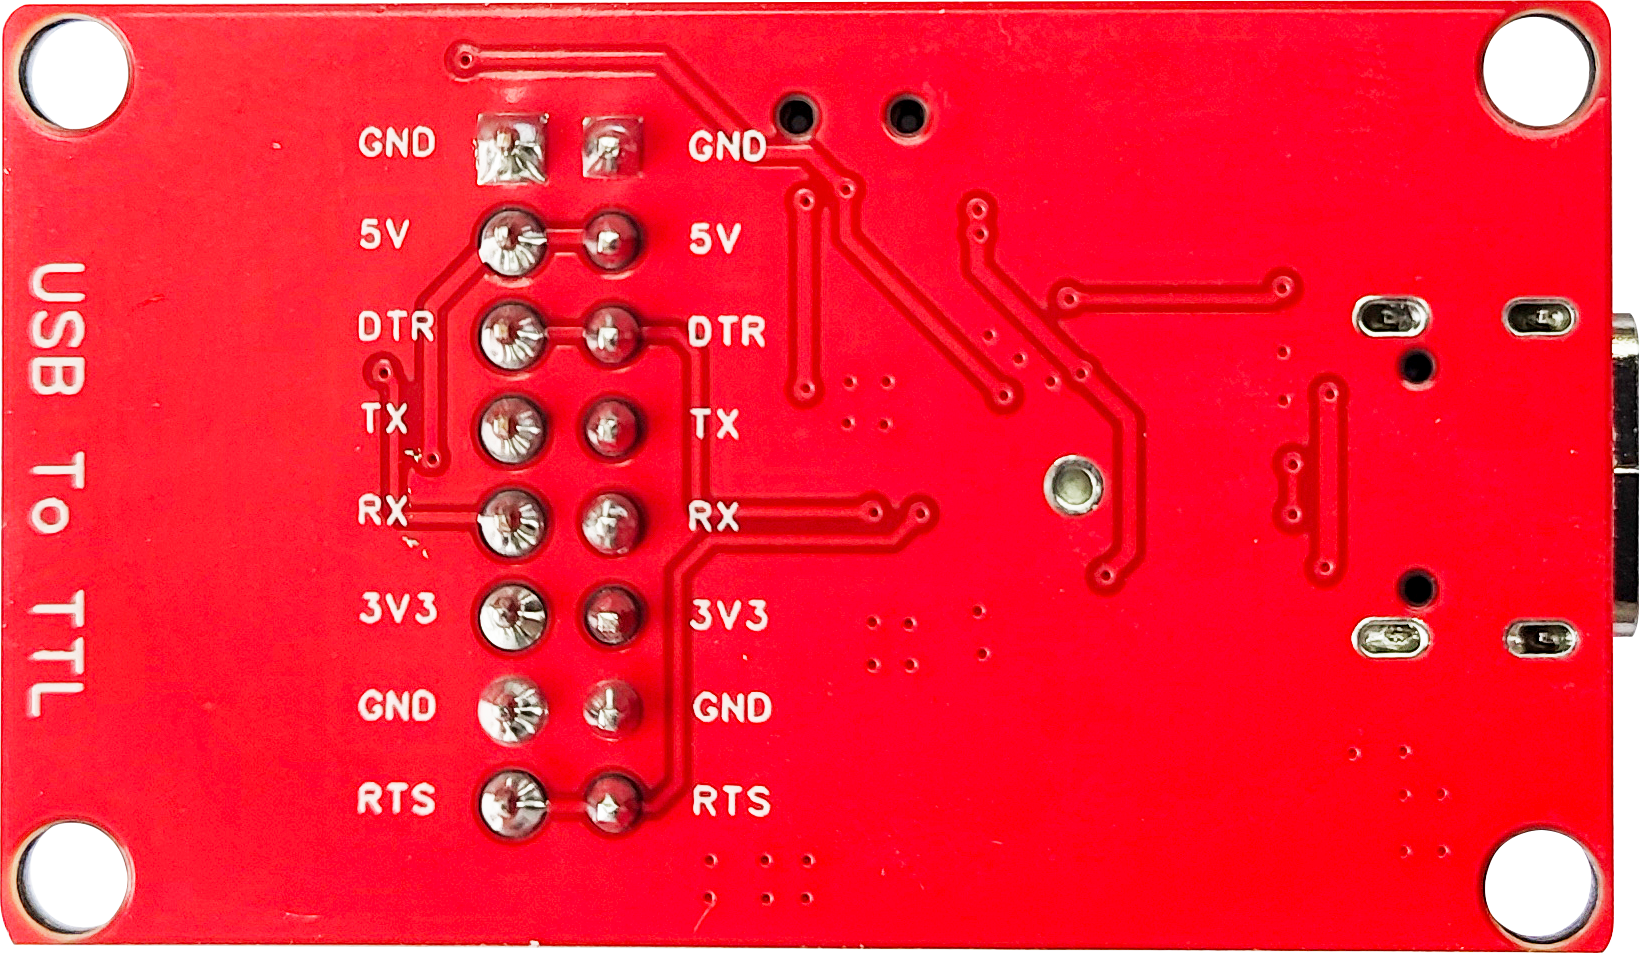 USB To TTL
GND GND
5V 5V
DTR DTR
TX TX
RX RX
3V3 3V3
GND GND
RTS RTS